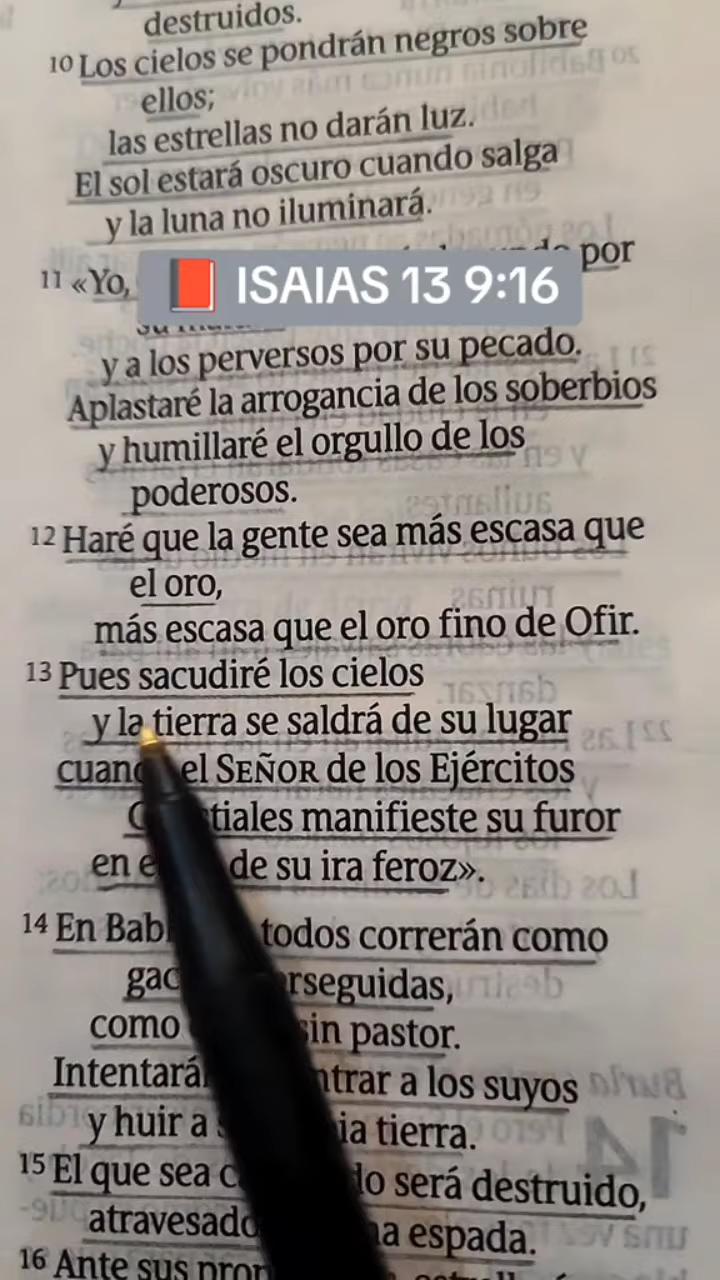 destruidos.
10 Los cielos se pondrán negros sobre
ellos;
las estrellas no darán luz.
El sol estará oscuro cuando salga
y la luna no iluminará.
11 «Yo, por
📕 ISAIAS 13 9:16
y a los perversos por su pecado.
Aplastaré la arrogancia de los soberbios
y humillaré el orgullo de los
poderosos.
12 Haré que la gente sea más escasa que
el oro,
más escasa que el oro fino de Ofir.
13 Pues sacudiré los cielos
y la tierra se saldrá de su lugar
el SEÑOR de los Ejércitos
manifieste su furor
en de su ira feroz».
14 En todos correrán como
como sin pastor.
a los suyos
y huir a tierra.
15 El que sea será destruido,
espada.
16 Ante sus